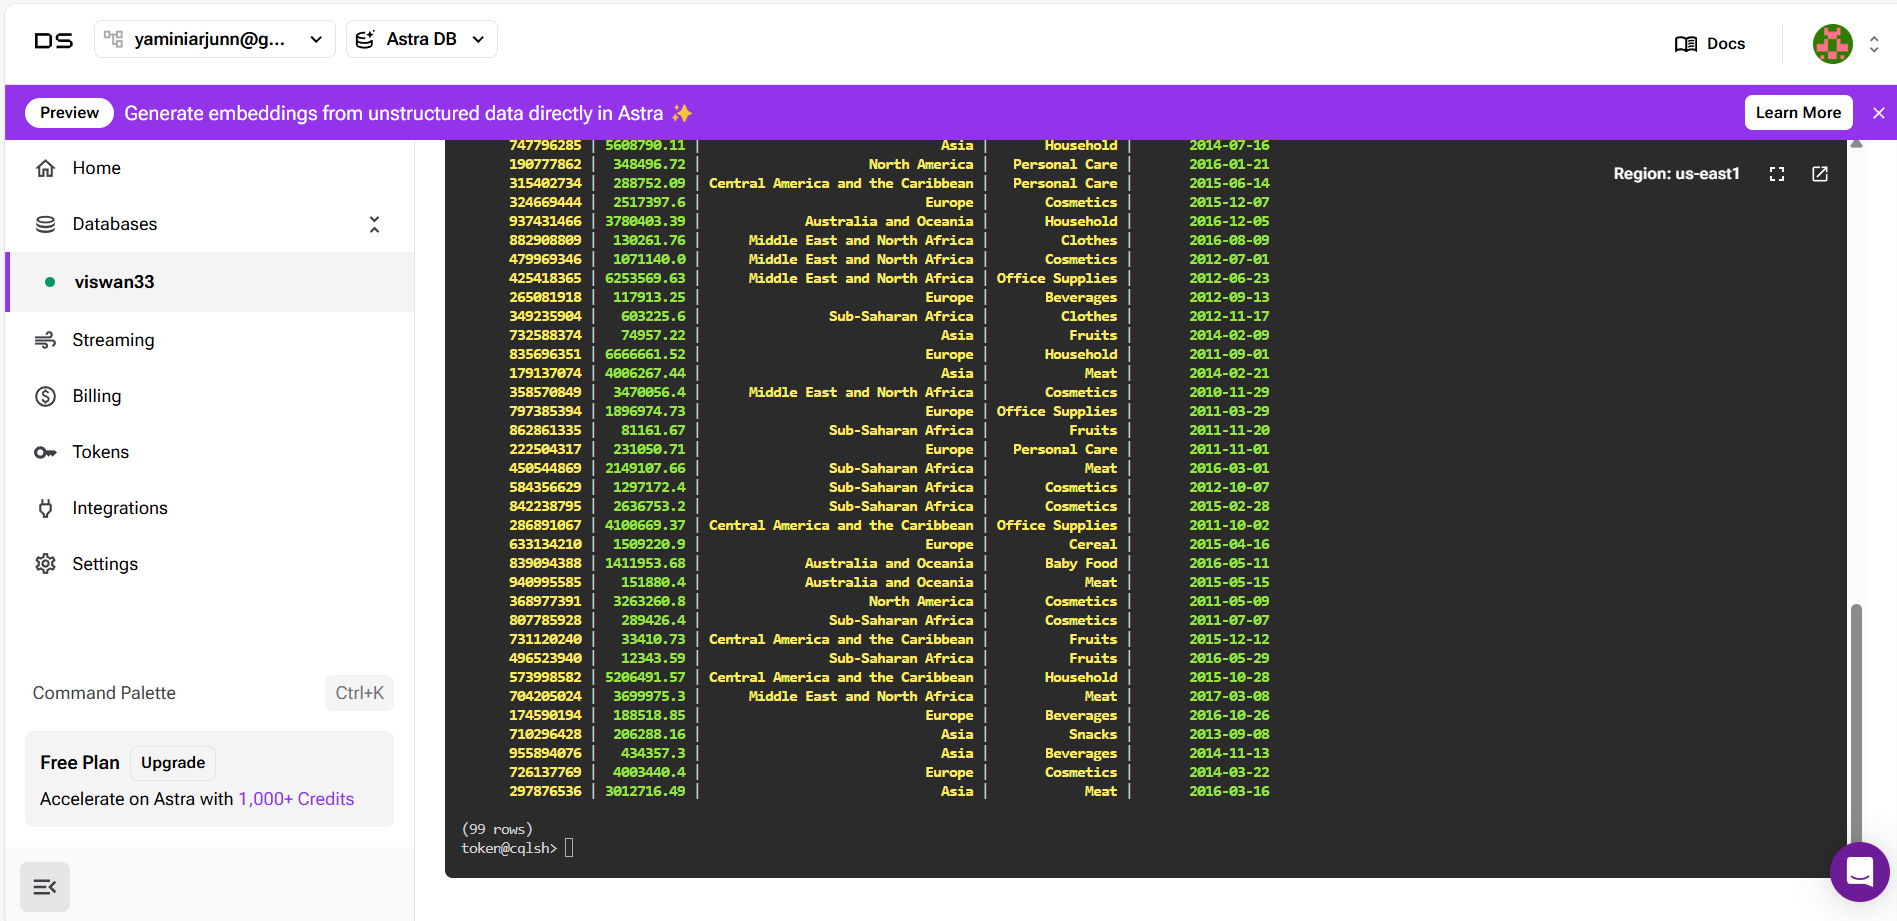 DS yaminiarjunn@g... Astra DB Docs
Preview Generate embeddings from unstructured data directly in Astra ✨ Learn More
Home
Databases
viswan33
Streaming
Billing
Tokens
Integrations
Settings
Command Palette Ctrl+K
Free Plan Upgrade
Accelerate on Astra with 1,000+ Credits
Region: us-east1
747796285 | 5608790.11 | Asia | Household | 2014-07-16
190777862 | 348496.72 | North America | Personal Care | 2016-01-21
315402734 | 288752.09 | Central America and the Caribbean | Personal Care | 2015-06-14
324669444 | 2517397.6 | Europe | Cosmetics | 2015-12-07
937431466 | 3780403.39 | Australia and Oceania | Household | 2016-12-05
882908809 | 130261.76 | Middle East and North Africa | Clothes | 2016-08-09
479969346 | 1071140.0 | Middle East and North Africa | Cosmetics | 2012-07-01
425418365 | 6253569.63 | Middle East and North Africa | Office Supplies | 2012-06-23
265081918 | 117913.25 | Europe | Beverages | 2012-09-13
349235904 | 603225.6 | Sub-Saharan Africa | Clothes | 2012-11-17
732588374 | 74957.22 | Asia | Fruits | 2014-02-09
835696351 | 6666661.52 | Europe | Household | 2011-09-01
179137074 | 4006267.44 | Asia | Meat | 2014-02-21
358570849 | 3470056.4 | Middle East and North Africa | Cosmetics | 2010-11-29
797385394 | 1896974.73 | Europe | Office Supplies | 2011-03-29
862861335 | 81161.67 | Sub-Saharan Africa | Fruits | 2011-11-20
222504317 | 231050.71 | Europe | Personal Care | 2011-11-01
450544869 | 2149107.66 | Sub-Saharan Africa | Meat | 2016-03-01
584356629 | 1297172.4 | Sub-Saharan Africa | Cosmetics | 2012-10-07
842238795 | 2636753.2 | Sub-Saharan Africa | Cosmetics | 2015-02-28
286891067 | 4100669.37 | Central America and the Caribbean | Office Supplies | 2011-10-02
633134210 | 1509220.9 | Europe | Cereal | 2015-04-16
839094388 | 1411953.68 | Australia and Oceania | Baby Food | 2016-05-11
940995585 | 151880.4 | Australia and Oceania | Meat | 2015-05-15
368977391 | 3263260.8 | North America | Cosmetics | 2011-05-09
807785928 | 289426.4 | Sub-Saharan Africa | Cosmetics | 2011-07-07
731120240 | 33410.73 | Central America and the Caribbean | Fruits | 2015-12-12
496523940 | 12343.59 | Sub-Saharan Africa | Fruits | 2016-05-29
573998582 | 5206491.57 | Central America and the Caribbean | Household | 2015-10-28
704205024 | 3699975.3 | Middle East and North Africa | Meat | 2017-03-08
174590194 | 188518.85 | Europe | Beverages | 2016-10-26
710296428 | 206288.16 | Asia | Snacks | 2013-09-08
955894076 | 434357.3 | Asia | Beverages | 2014-11-13
726137769 | 4003440.4 | Europe | Cosmetics | 2014-03-22
297876536 | 3012716.49 | Asia | Meat | 2016-03-16
(99 rows)
token@cqlsh>